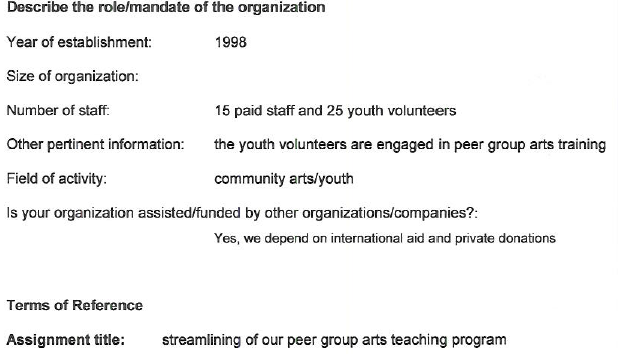 Describe the role/mandate of the organization
Year of establishment: 1998
Size of organization:
Number of staff: 15 paid staff and 25 youth volunteers
Other pertinent information: the youth volunteers are engaged in peer group arts training
Field of activity: community arts/youth
Is your organization assisted/funded by other organizations/companies?:
Yes, we depend on international aid and private donations
Terms of Reference
Assignment title: streamlining of our peer group arts teaching program